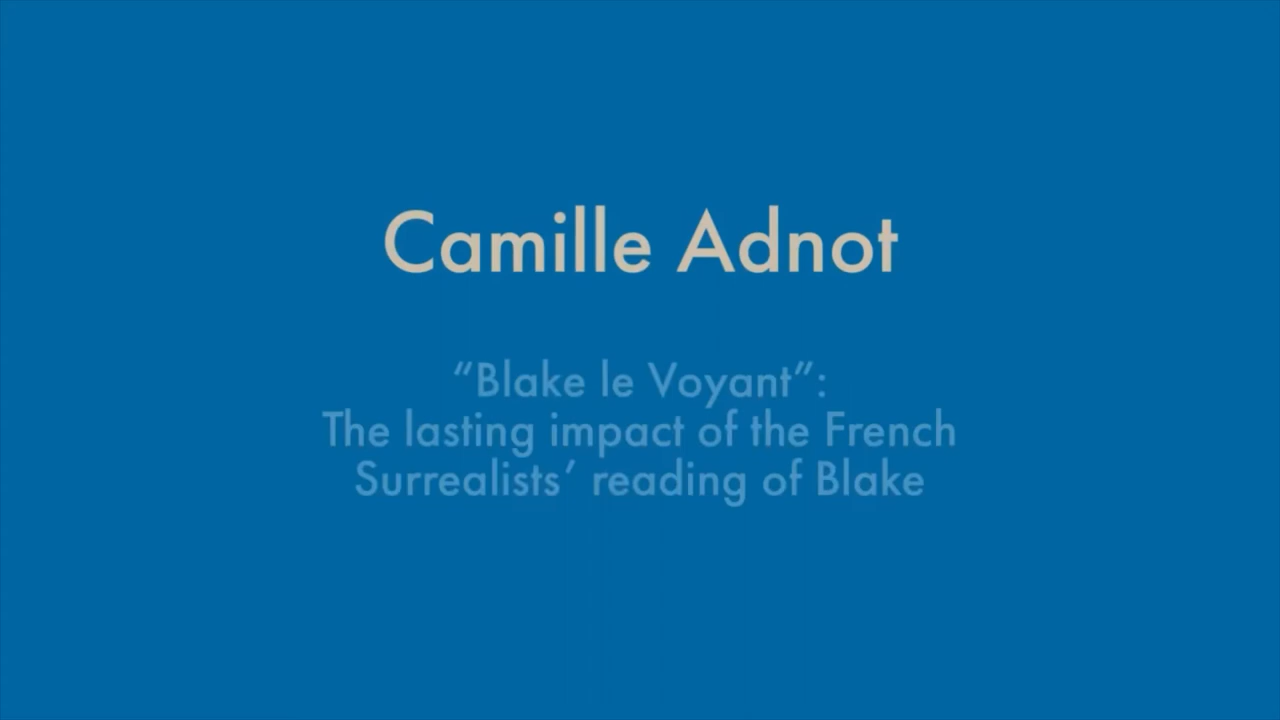 Camille Adnot
“Blake le Voyant”:
The lasting impact of the French
Surrealists’ reading of Blake